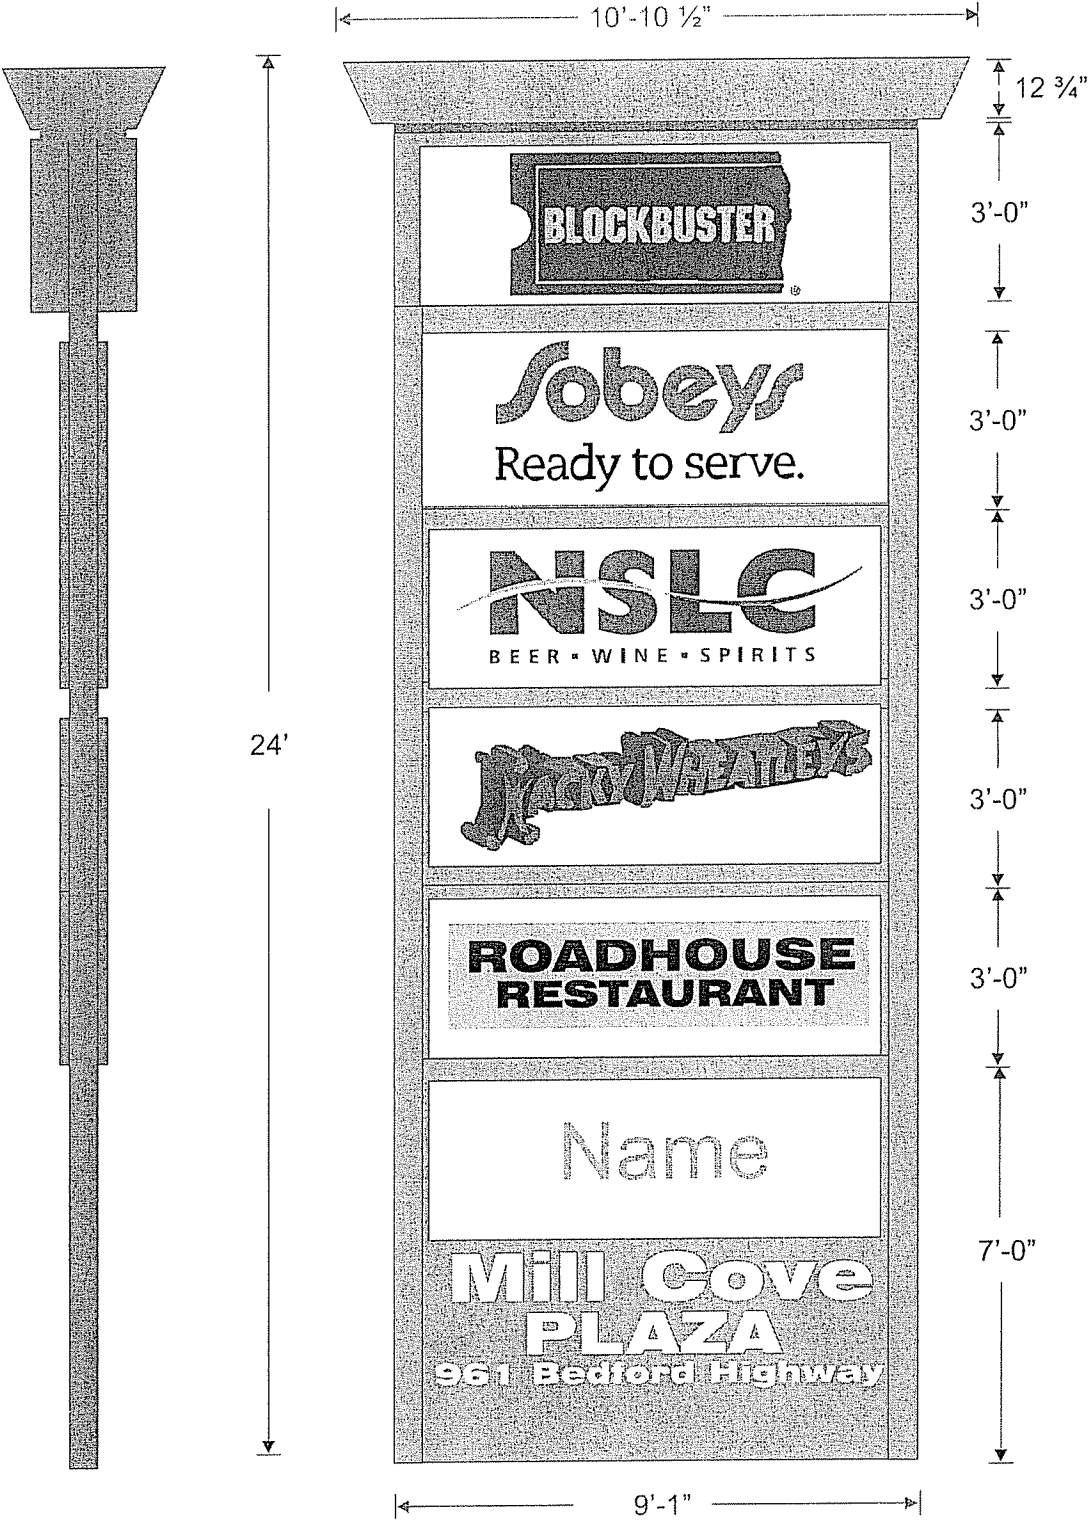 10'-10 ½"
12 ¾"
BLOCKBUSTER
®
3'-0"
Sobeys
Ready to serve.
3'-0"
NSLC
BEER ▪ WINE ▪ SPIRITS
3'-0"
24'
WACKY WHEATLEY'S
3'-0"
ROADHOUSE
RESTAURANT
3'-0"
Name
7'-0"
Mill Cove
PLAZA
961 Bedford Highway
9'-1"